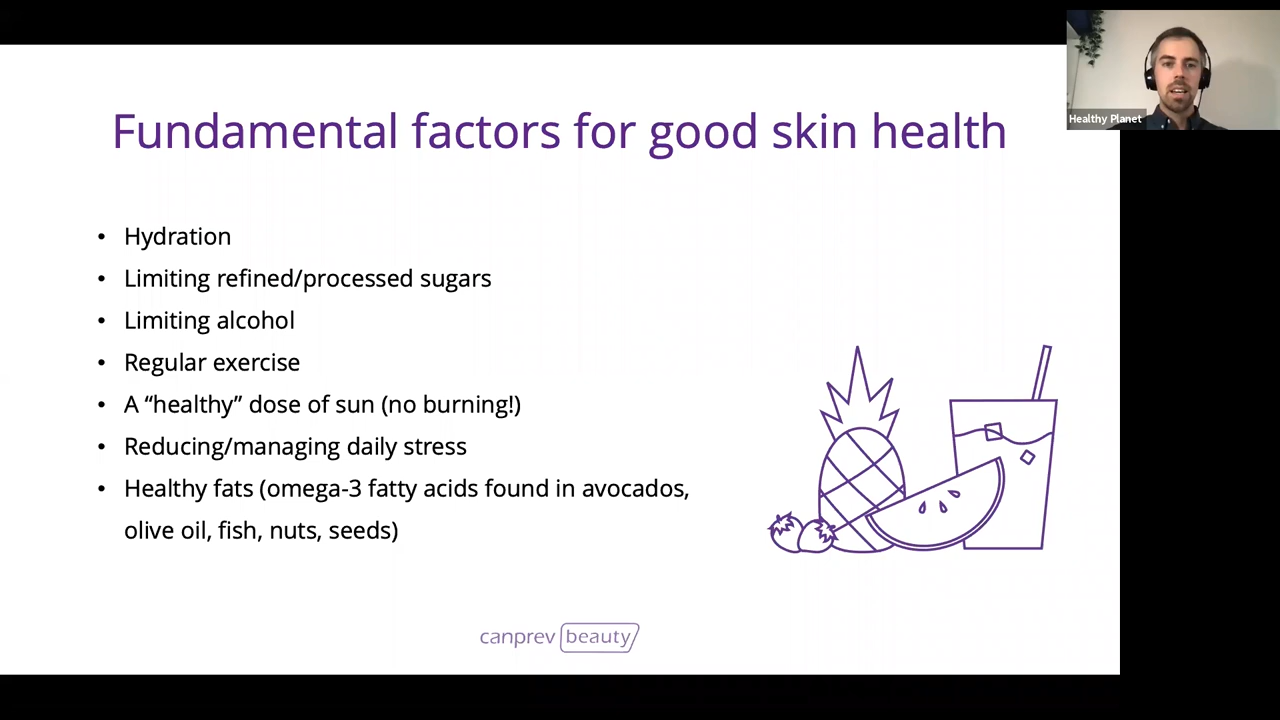 Fundamental factors for good skin health
Healthy Planet
• Hydration
• Limiting refined/processed sugars
• Limiting alcohol
• Regular exercise
• A “healthy” dose of sun (no burning!)
• Reducing/managing daily stress
• Healthy fats (omega-3 fatty acids found in avocados,
olive oil, fish, nuts, seeds)
canprev beauty